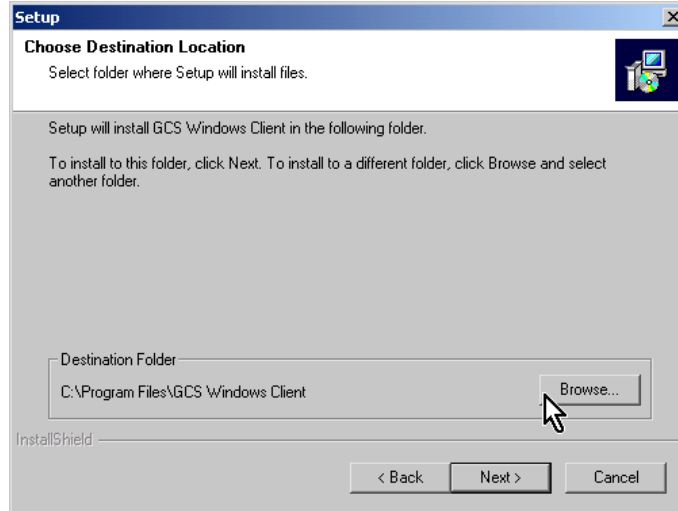 Setup
Choose Destination Location
Select folder where Setup will install files.
Setup will install GCS Windows Client in the following folder.
To install to this folder, click Next. To install to a different folder, click Browse and select
another folder.
Destination Folder
C:\Program Files\GCS Windows Client
Browse...
InstallShield
< Back
Next >
Cancel